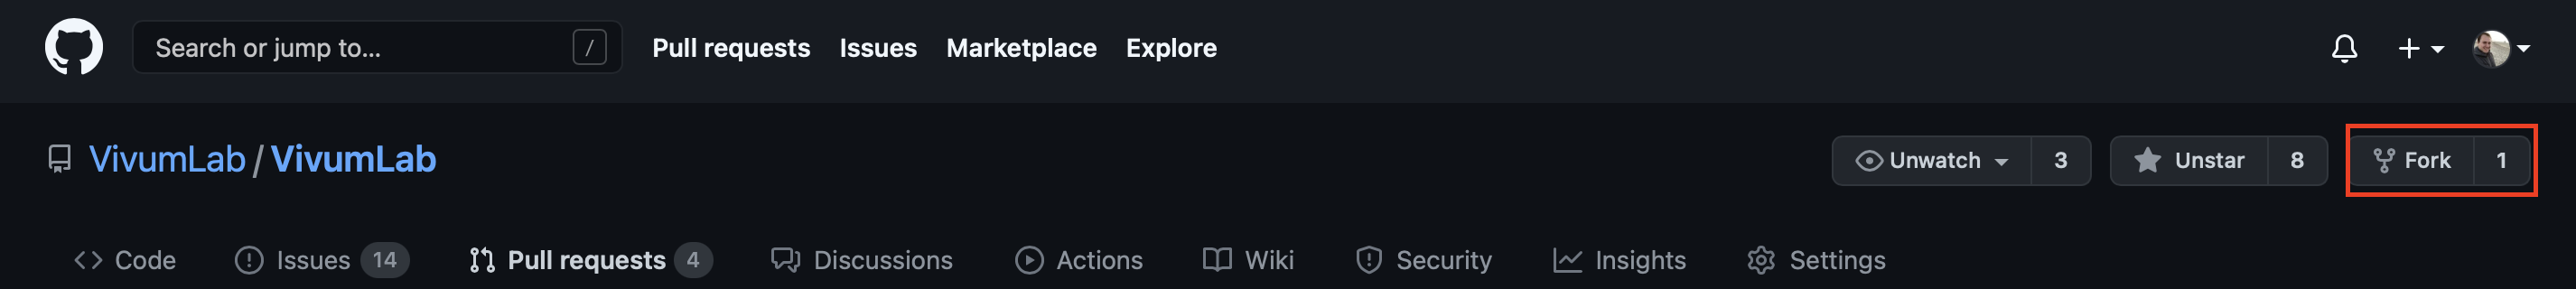 Search or jump to... / Pull requests Issues Marketplace Explore
VivumLab / VivumLab Unwatch 3 Unstar 8 Fork 1
Code Issues 14 Pull requests 4 Discussions Actions Wiki Security Insights Settings